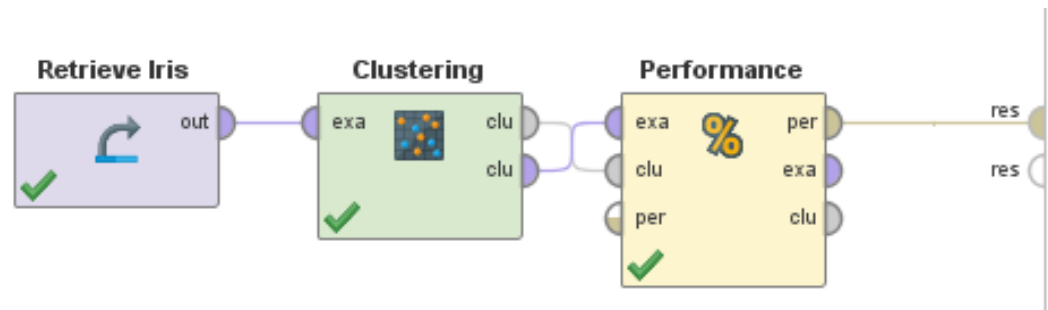 Retrieve Iris
out
Clustering
exa
clu
clu
Performance
exa
clu
per
%
per
exa
clu
res
res